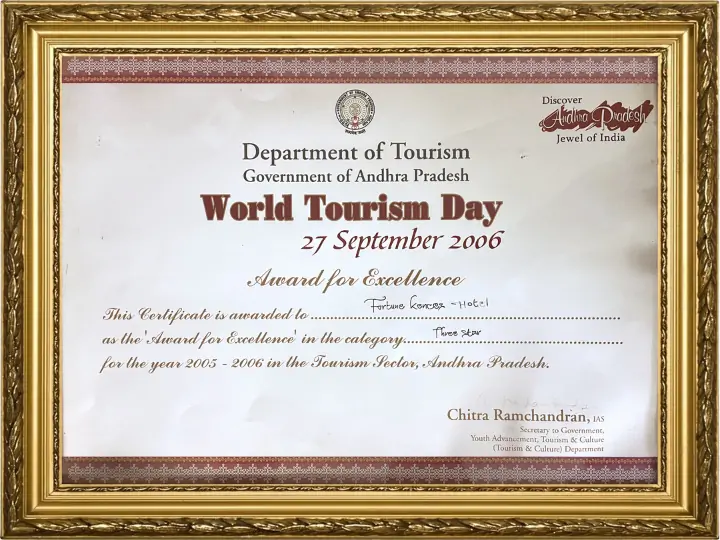 Discover
Andhra Pradesh
Jewel of India
Department of Tourism
Government of Andhra Pradesh
World Tourism Day
27 September 2006
Award for Excellence
This Certificate is awarded to Fortune Kences - Hotel
as the 'Award for Excellence' in the category Three star
for the year 2005 - 2006 in the Tourism Sector, Andhra Pradesh.
Chitra Ramchandran, IAS
Secretary to Government,
Youth Advancement, Tourism & Culture
(Tourism & Culture) Department